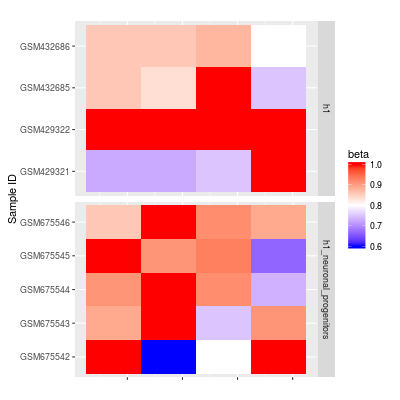 GSM432686
GSM432685
GSM429322
GSM429321
h1
GSM675546
GSM675545
GSM675544
GSM675543
GSM675542
h1_neuronal_progenitors
Sample ID
beta
1.0
0.9
0.8
0.7
0.6